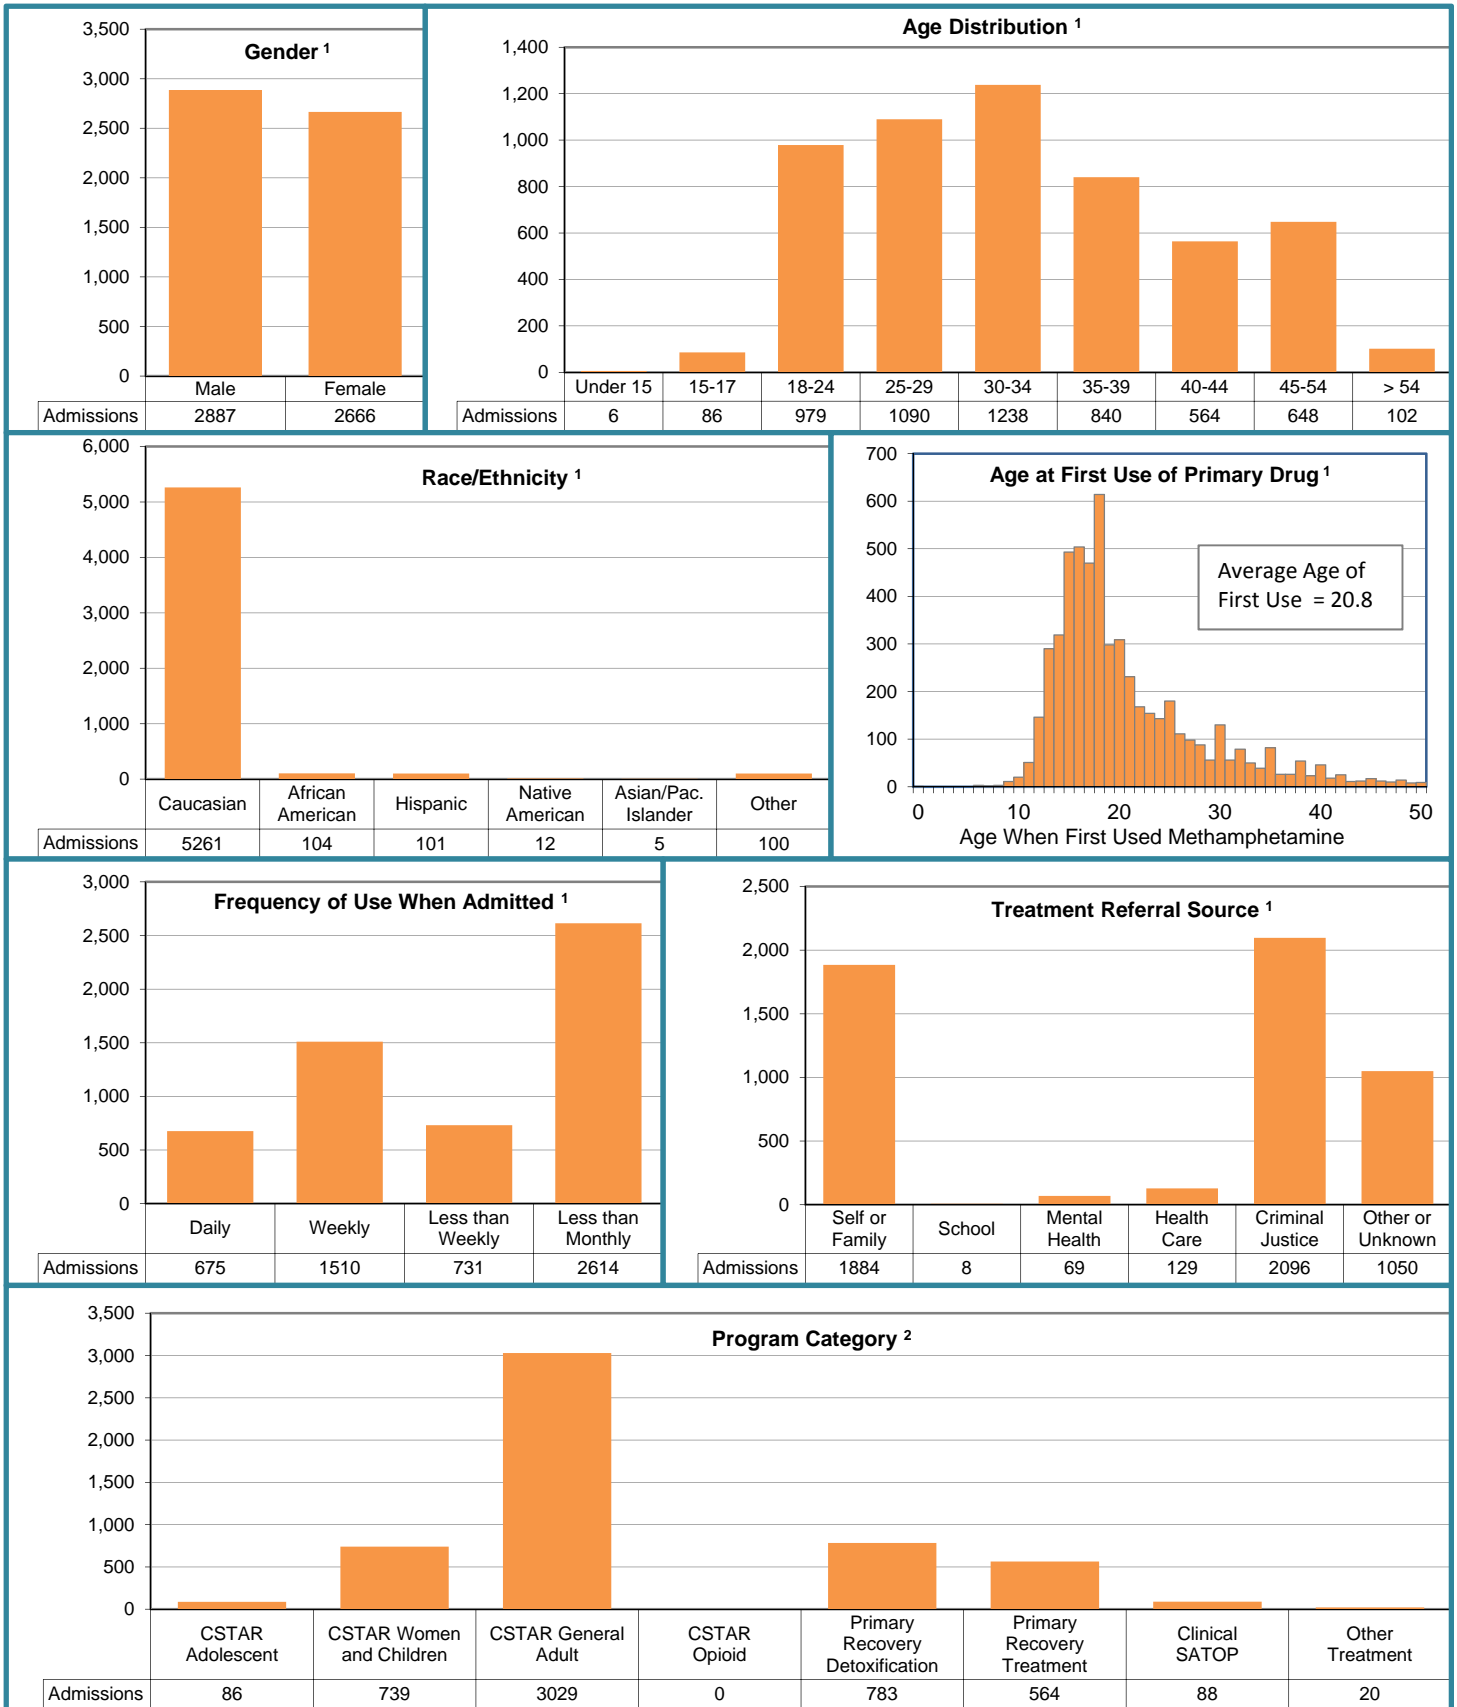 Gender 1
3,500
3,000
2,500
2,000
1,500
1,000
500
0
Male Female
Admissions 2887 2666
Age Distribution 1
1,400
1,200
1,000
800
600
400
200
0
Under 15 15-17 18-24 25-29 30-34 35-39 40-44 45-54 > 54
Admissions 6 86 979 1090 1238 840 564 648 102
Race/Ethnicity 1
6,000
5,000
4,000
3,000
2,000
1,000
0
Caucasian African American Hispanic Native American Asian/Pac. Islander Other
Admissions 5261 104 101 12 5 100
Age at First Use of Primary Drug 1
700
600
500
400
300
200
100
0
Average Age of
First Use = 20.8
0 10 20 30 40 50
Age When First Used Methamphetamine
Frequency of Use When Admitted 1
3,000
2,500
2,000
1,500
1,000
500
0
Daily Weekly Less than Weekly Less than Monthly
Admissions 675 1510 731 2614
Treatment Referral Source 1
2,500
2,000
1,500
1,000
500
0
Self or Family School Mental Health Health Care Criminal Justice Other or Unknown
Admissions 1884 8 69 129 2096 1050
Program Category 2
3,500
3,000
2,500
2,000
1,500
1,000
500
0
CSTAR Adolescent CSTAR Women and Children CSTAR General Adult CSTAR Opioid Primary Recovery Detoxification Primary Recovery Treatment Clinical SATOP Other Treatment
Admissions 86 739 3029 0 783 564 88 20